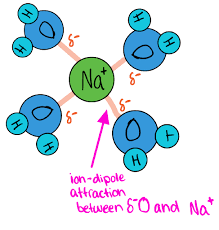 H
H O δ-
δ- O H
H
Na+
δ-
H O
H
δ-
O H
H
ion-dipole
attraction
between δ-O and Na+